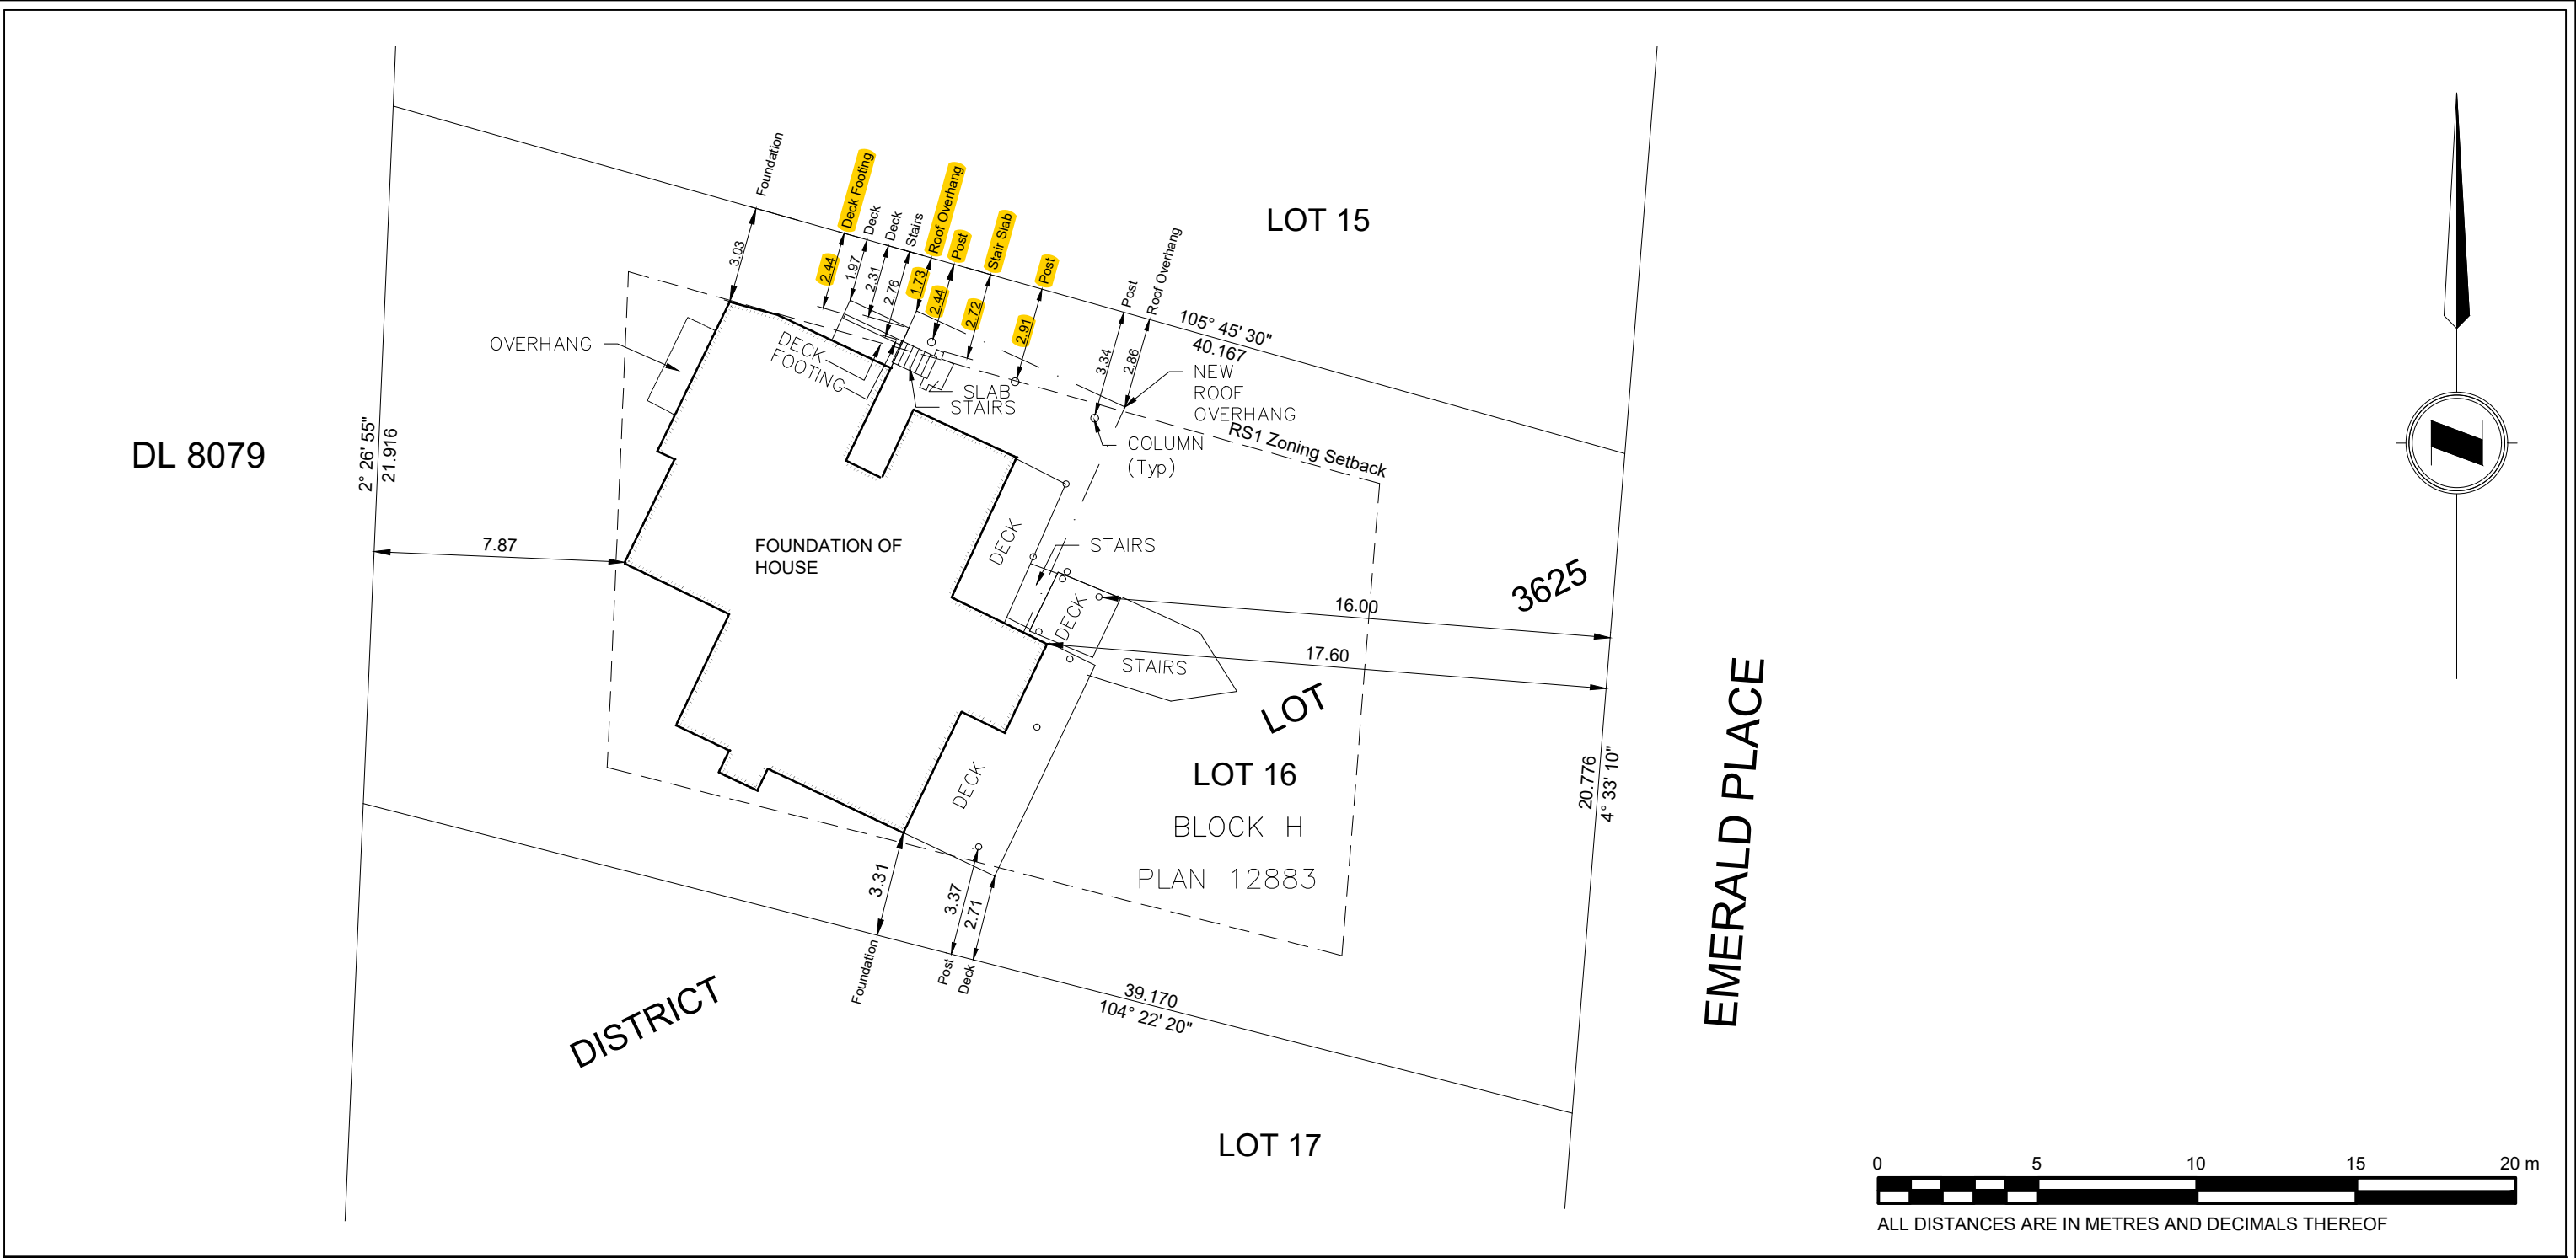 Foundation
Deck Footing
Deck
Deck
Stairs
Roof Overhang
Post
Stair Slab
Post
Post
Roof Overhang
LOT 15
3.03
2.44
1.97
2.31
2.76
1.73
2.44
2.72
2.91
3.34
2.86
105° 45' 30"
40.167
OVERHANG
DECK
FOOTING
SLAB
STAIRS
NEW
ROOF
OVERHANG
COLUMN
(Typ)
RS1 Zoning Setback
DL 8079
2° 26' 55"
21.916
7.87
FOUNDATION OF
HOUSE
DECK
STAIRS
DECK
STAIRS
16.00
3625
17.60
LOT
LOT 16
BLOCK H
PLAN 12883
DECK
20.776
4° 33' 10"
EMERALD PLACE
3.31
3.37
2.71
Foundation
Post
Deck
39.170
104° 22' 20"
DISTRICT
LOT 17
0 5 10 15 20 m
ALL DISTANCES ARE IN METRES AND DECIMALS THEREOF